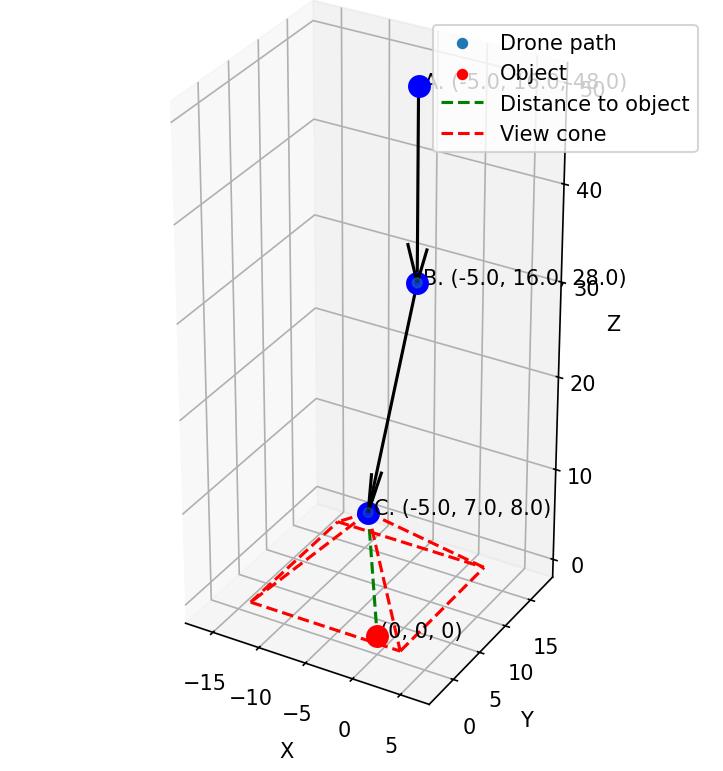 Drone path
Object
Distance to object
View cone
A. (-5.0, 16.0, 48.0)
50
40
B. (-5.0, 16.0, 28.0)
30
Z
20
10
C. (-5.0, 7.0, 8.0)
0
(0, 0, 0)
−15
−10
−5
0
5
X
0
5
10
15
Y